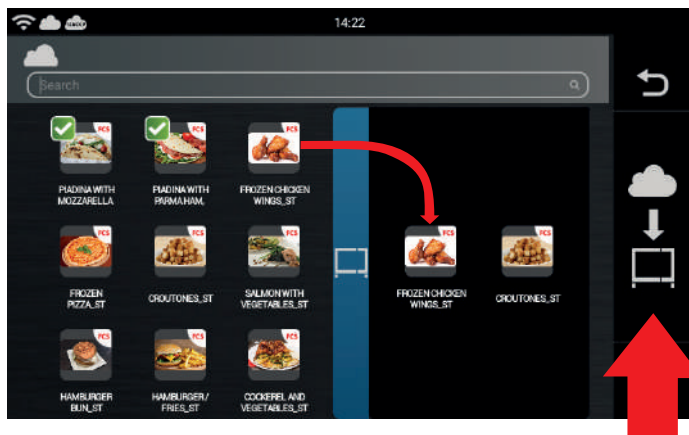 14:22
Search
FCS
FCS
FCS
PIADINA WITH
MOZZARELLA
PIADINA WITH
PARMA HAM,
FROZEN CHICKEN
WINGS_ST
FCS
FCS
FCS
FROZEN
PIZZA_ST
CROUTONES_ST
SALMON WITH
VEGETABLES_ST
FCS
FCS
FROZEN CHICKEN
WINGS_ST
CROUTONES_ST
FCS
FCS
FCS
HAMBURGER
BUN_ST
HAMBURGER/
FRIES_ST
COCKEREL AND
VEGETABLES_ST